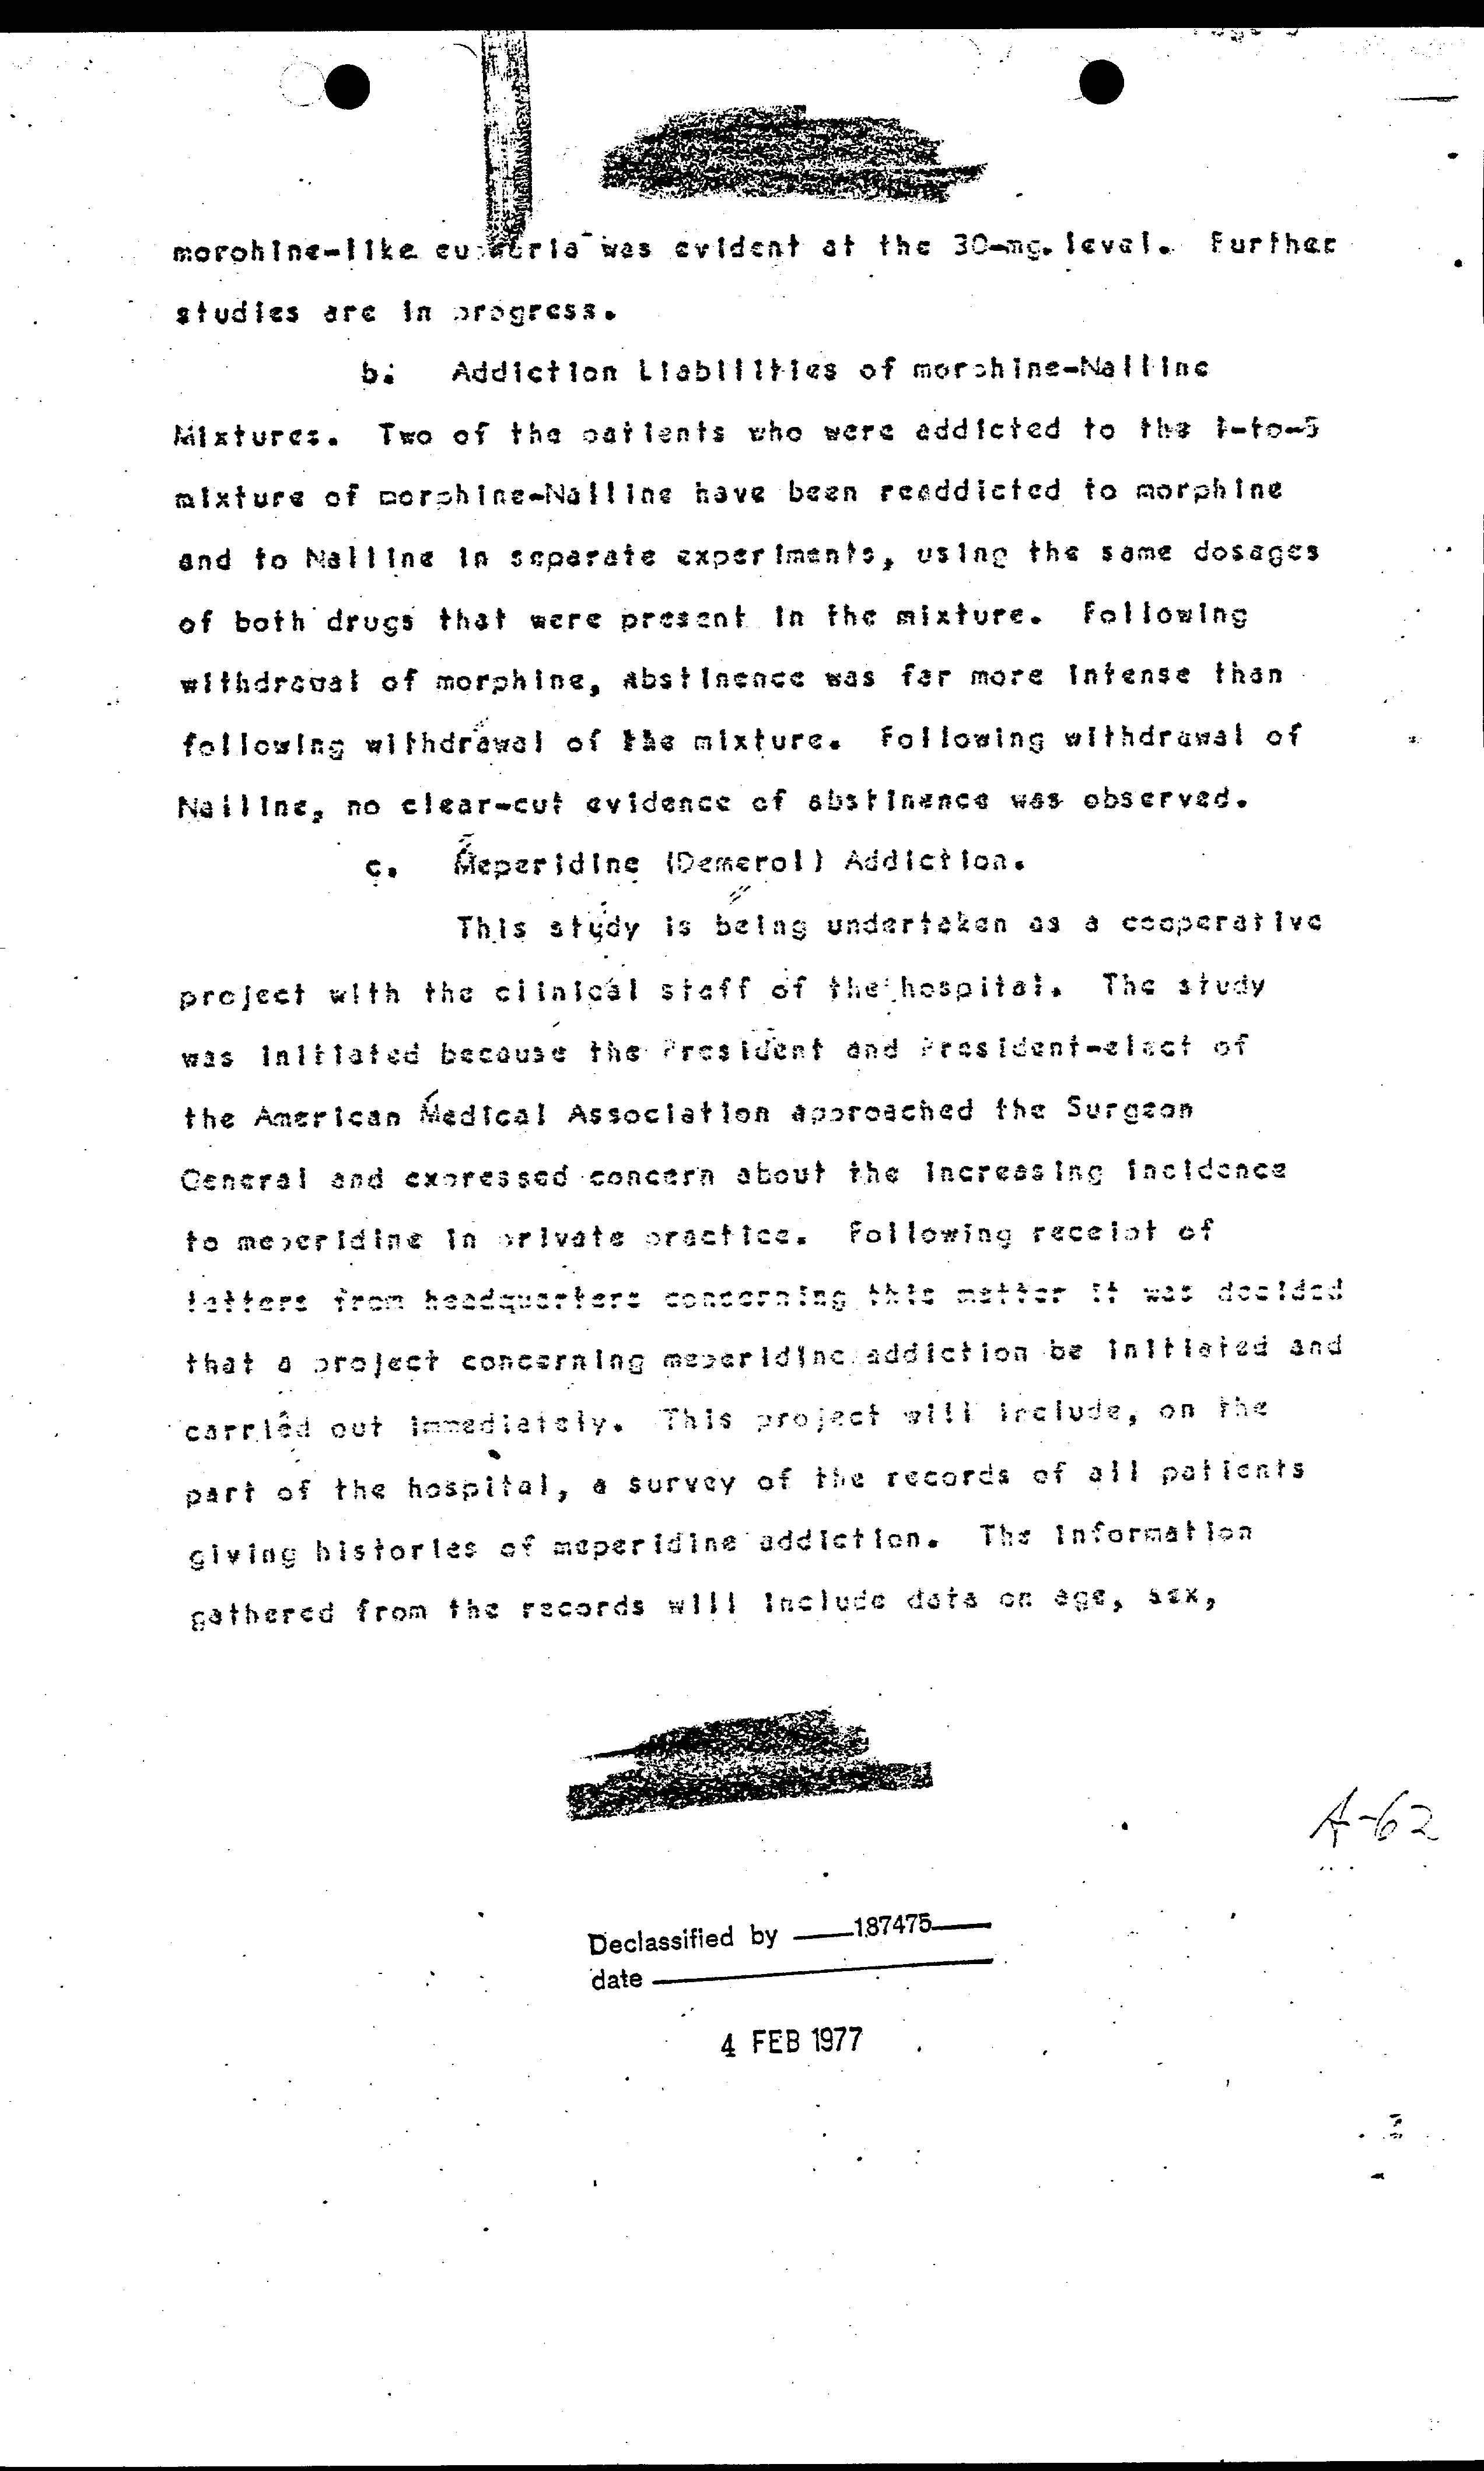 morphine-like euphoria was evident at the 30-mg. level. Further
studies are in progress.
b. Addiction Liabilities of morphine-Nalline
Mixtures. Two of the patients who were addicted to the 1-to-5
mixture of morphine-Nalline have been readdicted to morphine
and to Nalline in separate experiments, using the same dosages
of both drugs that were present in the mixture. Following
withdrawal of morphine, abstinence was far more intense than
following withdrawal of the mixture. Following withdrawal of
Nalline, no clear-cut evidence of abstinence was observed.
c. Meperidine (Demerol) Addiction.
This study is being undertaken as a cooperative
project with the clinical staff of the hospital. The study
was initiated because the President and President-elect of
the American Medical Association approached the Surgeon
General and expressed concern about the increasing incidence
to meperidine in private practice. Following receipt of
letters from headquarters concerning this matter it was decided
that a project concerning meperidine addiction be initiated and
carried out immediately. This project will include, on the
part of the hospital, a survey of the records of all patients
giving histories of meperidine addiction. The information
gathered from the records will include data on age, sex,
A-62
Declassified by 187475
date
4 FEB 1977